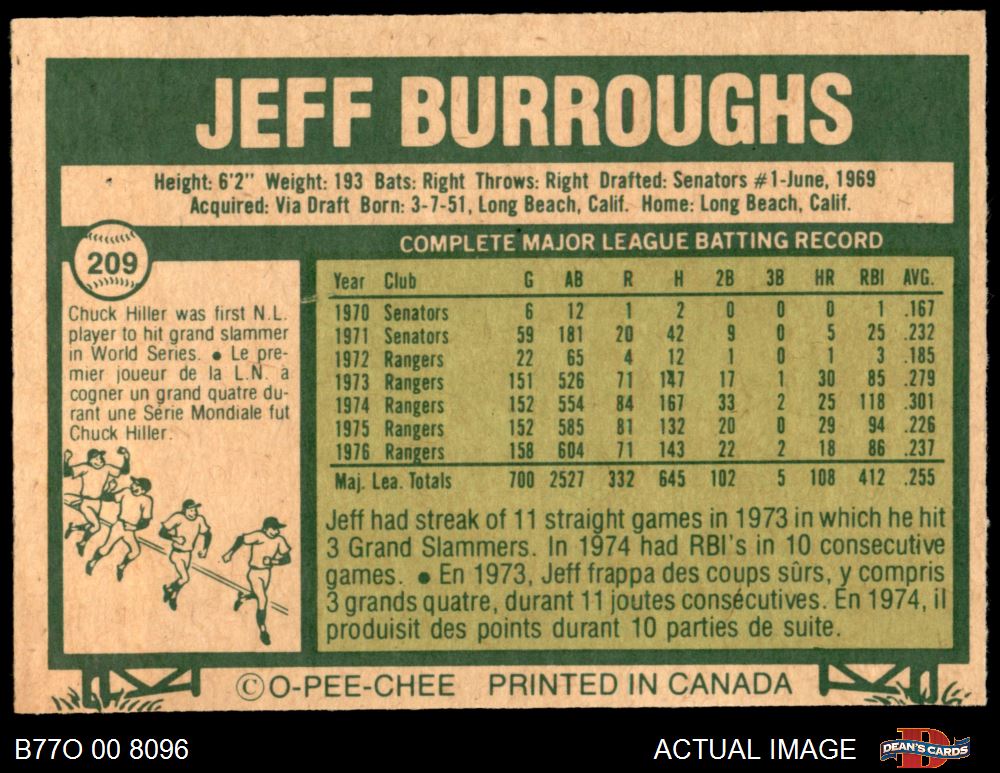 JEFF BURROUGHS
Height: 6'2" Weight: 193 Bats: Right Throws: Right Drafted: Senators #1-June, 1969
Acquired: Via Draft Born: 3-7-51, Long Beach, Calif. Home: Long Beach, Calif.
209
Chuck Hiller was first N.L.
player to hit grand slammer
in World Series. ● Le pre-
mier joueur de la L.N. à
cogner un grand quatre du-
rant une Série Mondiale fut
Chuck Hiller.
COMPLETE MAJOR LEAGUE BATTING RECORD
Year Club G AB R H 2B 3B HR RBI AVG.
1970 Senators 6 12 1 2 0 0 0 1 .167
1971 Senators 59 181 20 42 9 0 5 25 .232
1972 Rangers 22 65 4 12 1 0 1 3 .185
1973 Rangers 151 526 71 147 17 1 30 85 .279
1974 Rangers 152 554 84 167 33 2 25 118 .301
1975 Rangers 152 585 81 132 20 0 29 94 .226
1976 Rangers 158 604 71 143 22 2 18 86 .237
Maj. Lea. Totals 700 2527 332 645 102 5 108 412 .255
Jeff had streak of 11 straight games in 1973 in which he hit
3 Grand Slammers. In 1974 had RBI's in 10 consecutive
games. ● En 1973, Jeff frappa des coups sûrs, y compris
3 grands quatre, durant 11 joutes consécutives. En 1974, il
produisit des points durant 10 parties de suite.
© O-PEE-CHEE PRINTED IN CANADA
B77O 00 8096
ACTUAL IMAGE
DEAN'S CARDS